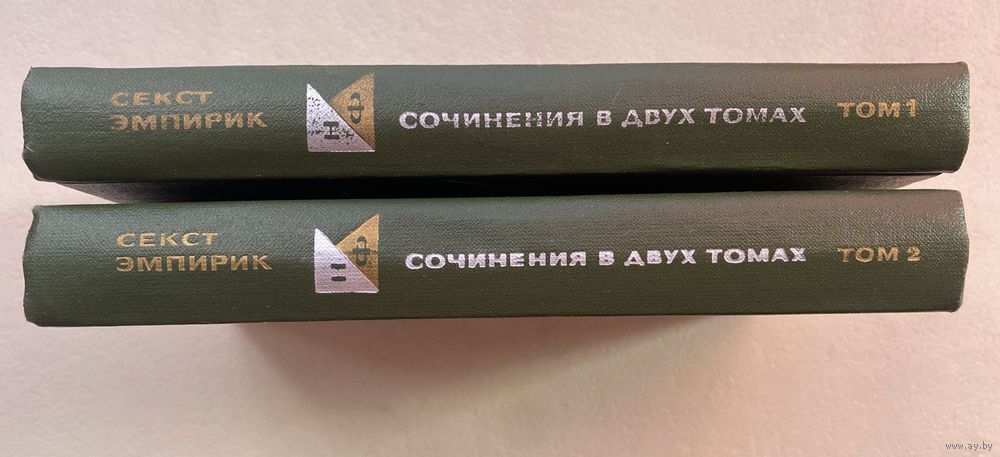 СЕКСТ
ЭМПИРИК
Ф
Н
СОЧИНЕНИЯ В ДВУХ ТОМАХ
ТОМ 1
СЕКСТ
ЭМПИРИК
Ф
Н
СОЧИНЕНИЯ В ДВУХ ТОМАХ
ТОМ 2
www.ay.by